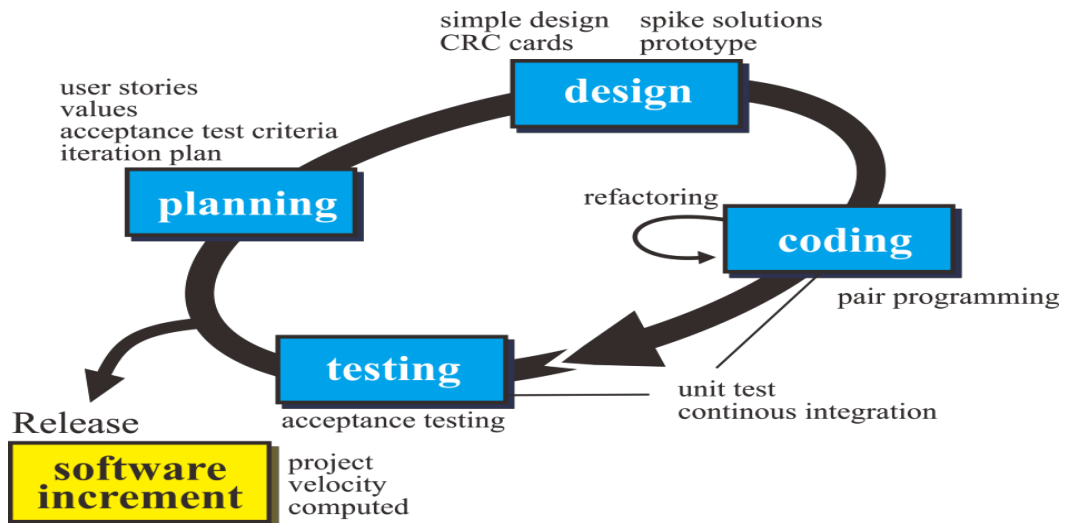 simple design
CRC cards
spike solutions
prototype
design
user stories
values
acceptance test criteria
iteration plan
planning
refactoring
coding
pair programming
testing
acceptance testing
unit test
continous integration
Release
software
increment
project
velocity
computed